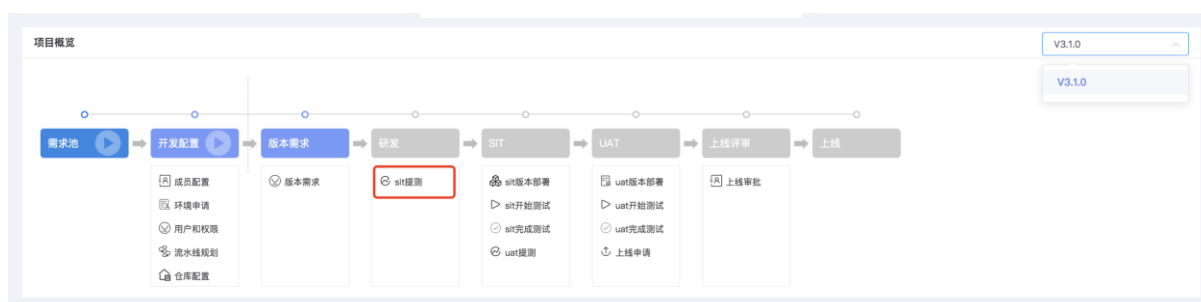 项目概览
V3.1.0
V3.1.0
需求池
开发配置
版本需求
研发
SIT
UAT
上线评审
上线
成员配置
环境申请
用户和权限
流水线规划
仓库配置
版本需求
sit提测
sit版本部署
sit开始测试
sit完成测试
uat提测
uat版本部署
uat开始测试
uat完成测试
上线申请
上线审批